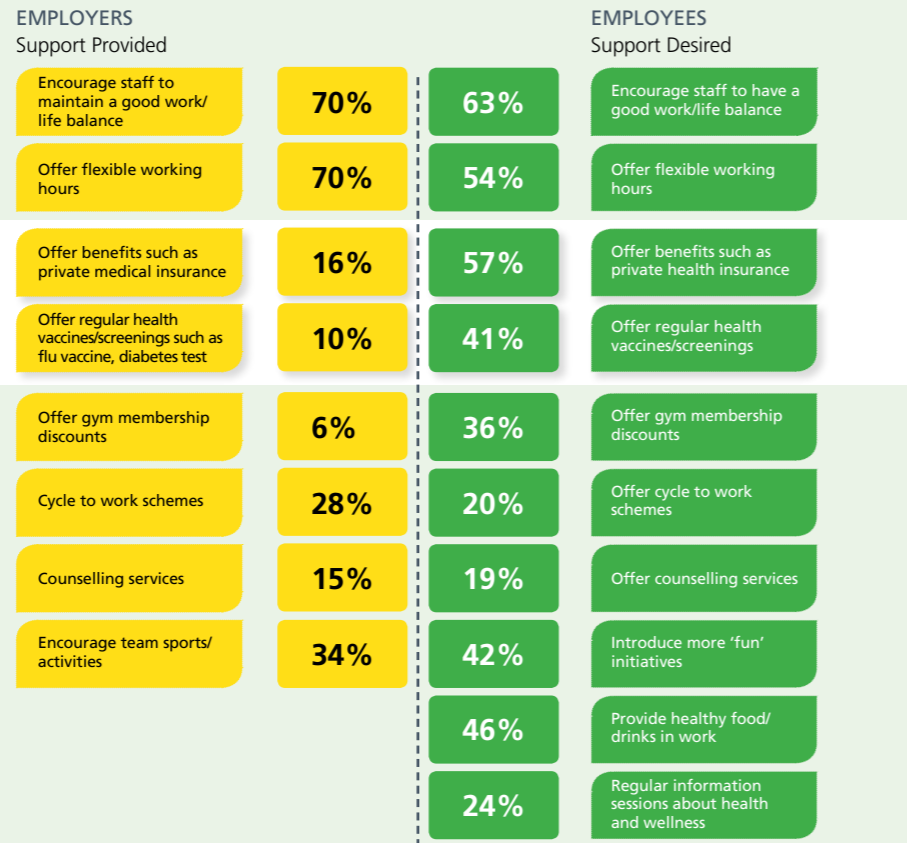 EMPLOYERS
Support Provided
EMPLOYEES
Support Desired
Encourage staff to
maintain a good work/
life balance
70%
63%
Encourage staff to have a
good work/life balance
Offer flexible working
hours
70%
54%
Offer flexible working
hours
Offer benefits such as
private medical insurance
16%
57%
Offer benefits such as
private health insurance
Offer regular health
vaccines/screenings such as
flu vaccine, diabetes test
10%
41%
Offer regular health
vaccines/screenings
Offer gym membership
discounts
6%
36%
Offer gym membership
discounts
Cycle to work schemes
28%
20%
Offer cycle to work
schemes
Counselling services
15%
19%
Offer counselling services
Encourage team sports/
activities
34%
42%
Introduce more ‘fun’
initiatives
46%
Provide healthy food/
drinks in work
24%
Regular information
sessions about health
and wellness